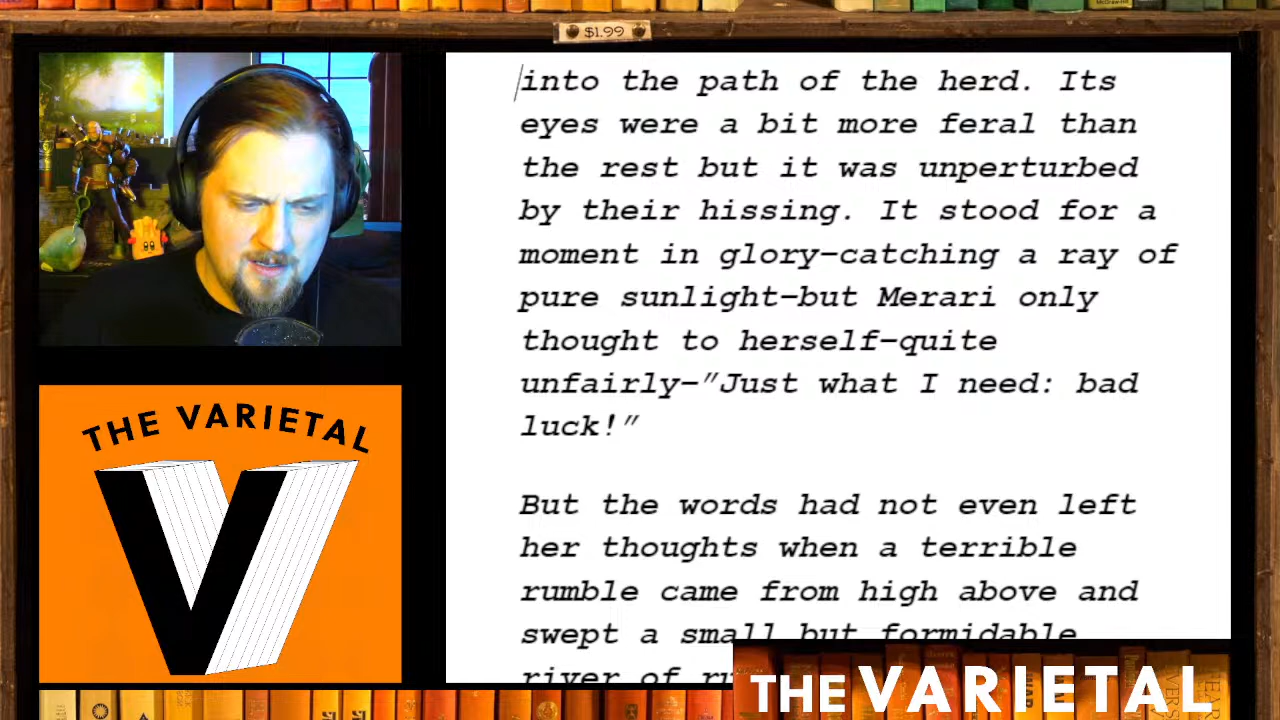 $1.99
into the path of the herd. Its
eyes were a bit more feral than
the rest but it was unperturbed
by their hissing. It stood for a
moment in glory–catching a ray of
pure sunlight–but Merari only
thought to herself–quite
unfairly–"Just what I need: bad
luck!"
But the words had not even left
her thoughts when a terrible
rumble came from high above and
swept a small but formidable
river of
THE VARIETAL
V
THE VARIETAL